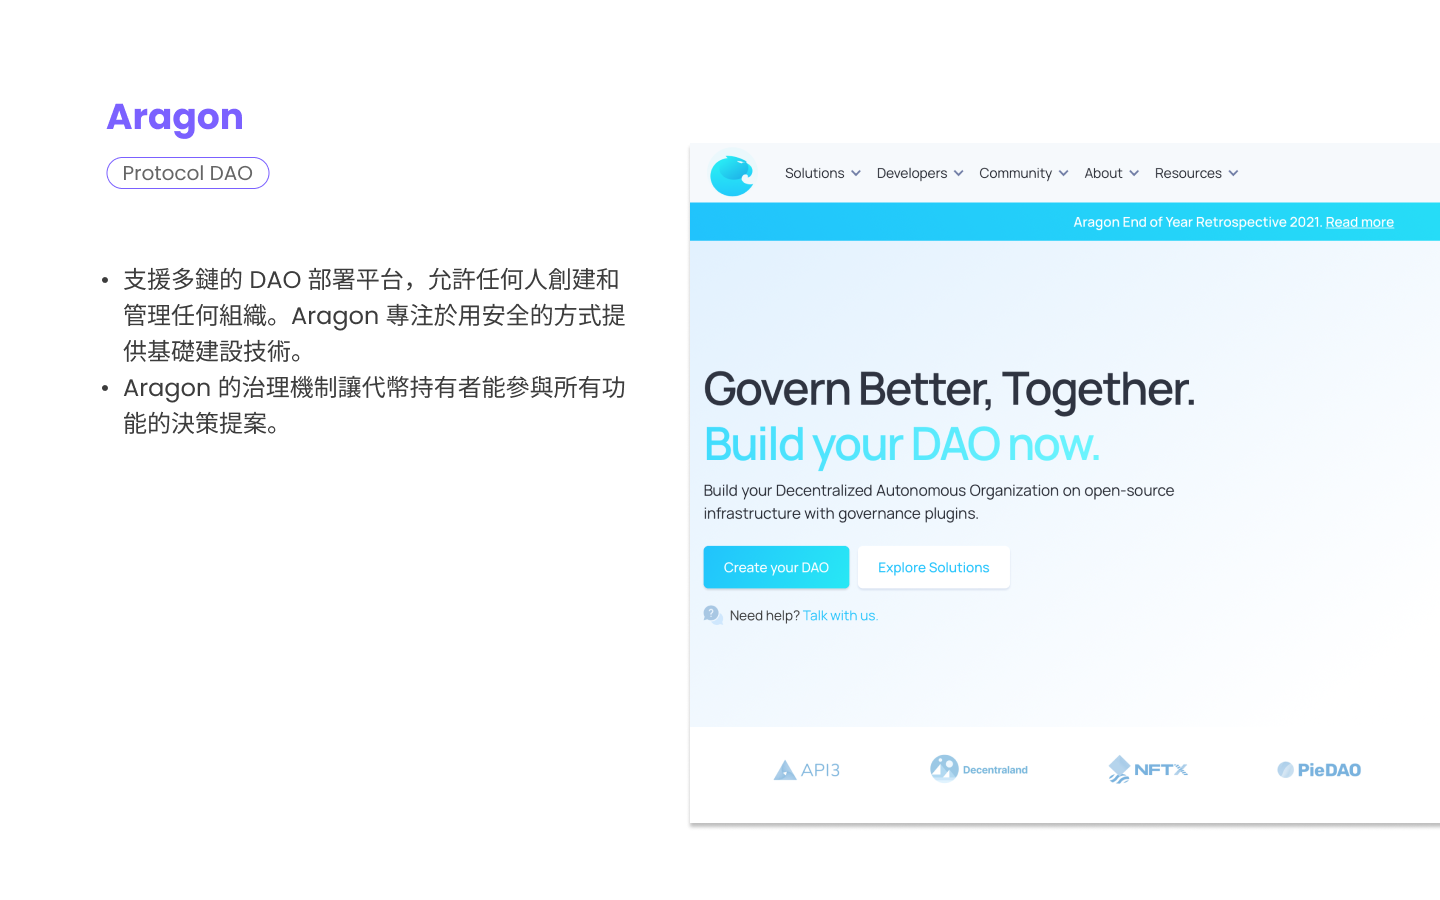 Aragon
Protocol DAO
• 支援多鏈的 DAO 部署平台，允許任何人創建和
管理任何組織。Aragon 專注於用安全的方式提
供基礎建設技術。
• Aragon 的治理機制讓代幣持有者能參與所有功
能的決策提案。
Solutions Developers Community About Resources
Aragon End of Year Retrospective 2021. Read more
Govern Better, Together.
Build your DAO now.
Build your Decentralized Autonomous Organization on open-source
infrastructure with governance plugins.
Create your DAO Explore Solutions
? Need help? Talk with us.
API3 Decentraland NFTX PieDAO